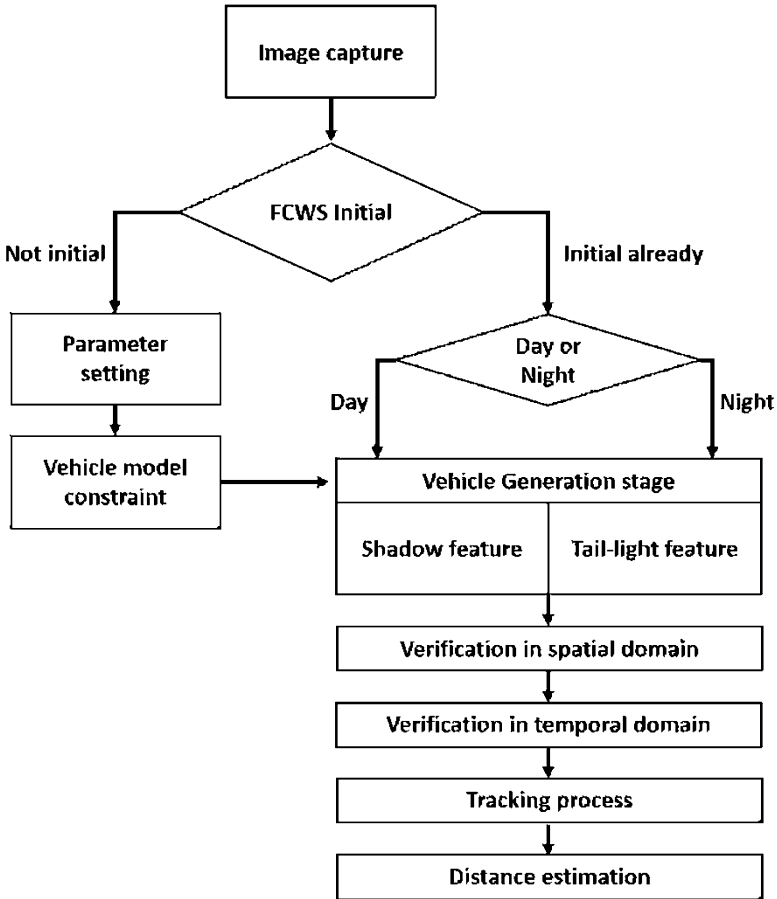 Image capture
FCWS Initial
Not initial
Initial already
Parameter
setting
Day or
Night
Day
Night
Vehicle model
constraint
Vehicle Generation stage
Shadow feature
Tail-light feature
Verification in spatial domain
Verification in temporal domain
Tracking process
Distance estimation